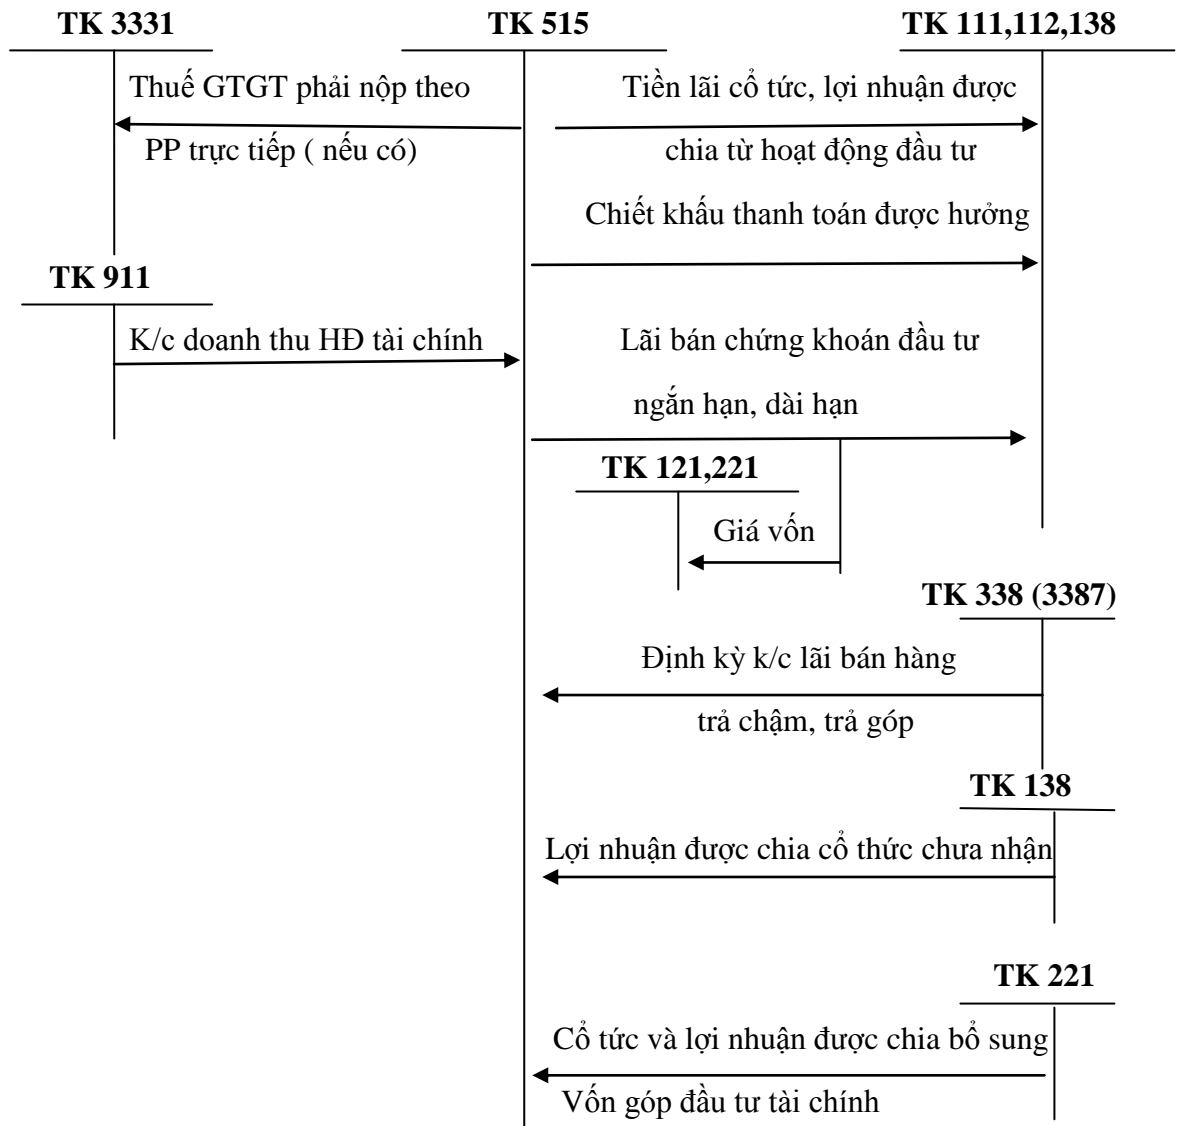 TK 3331
TK 515
TK 111,112,138
Thuế GTGT phải nộp theo
Tiền lãi cổ tức, lợi nhuận được
PP trực tiếp ( nếu có)
chia từ hoạt động đầu tư
Chiết khấu thanh toán được hưởng
TK 911
K/c doanh thu HĐ tài chính
Lãi bán chứng khoán đầu tư
ngắn hạn, dài hạn
TK 121,221
Giá vốn
TK 338 (3387)
Định kỳ k/c lãi bán hàng
trả chậm, trả góp
TK 138
Lợi nhuận được chia cổ thức chưa nhận
TK 221
Cổ tức và lợi nhuận được chia bổ sung
Vốn góp đầu tư tài chính